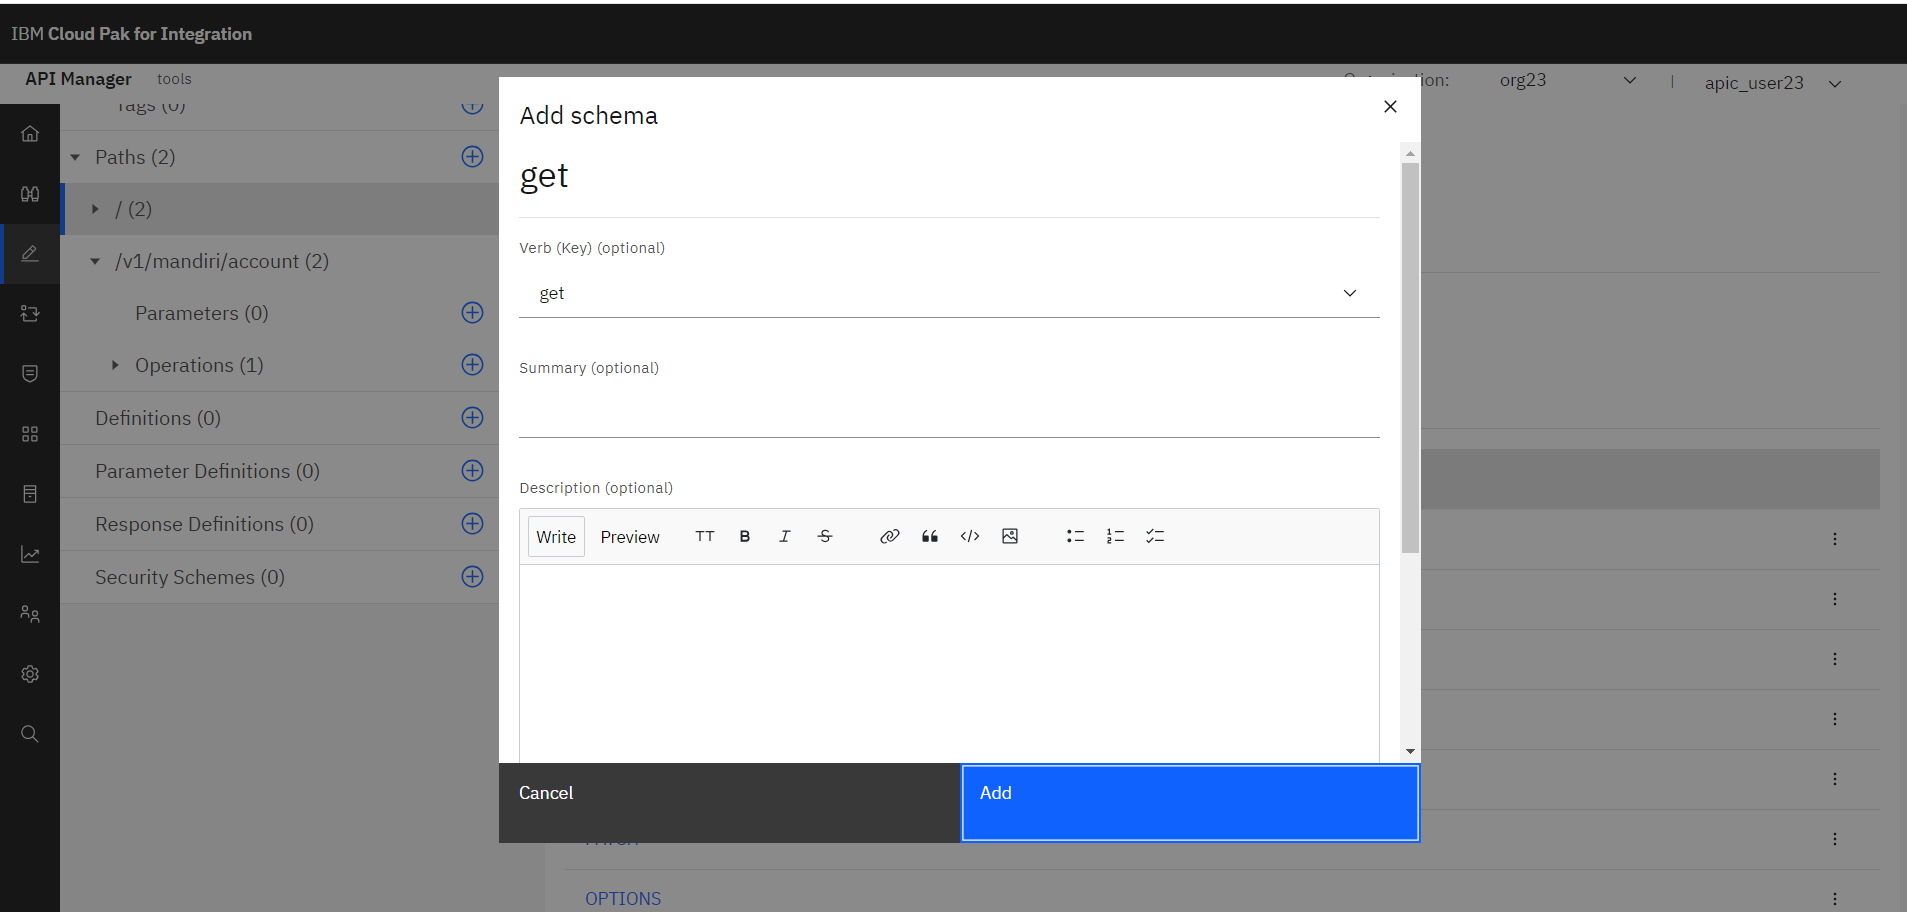 IBM Cloud Pak for Integration
API Manager tools
org23
apic_user23
Tags (0)
Paths (2)
/ (2)
/v1/mandiri/account (2)
Parameters (0)
Operations (1)
Definitions (0)
Parameter Definitions (0)
Response Definitions (0)
Security Schemes (0)
Add schema
get
Verb (Key) (optional)
get
Summary (optional)
Description (optional)
Write Preview TT B I S
Cancel
Add
OPTIONS